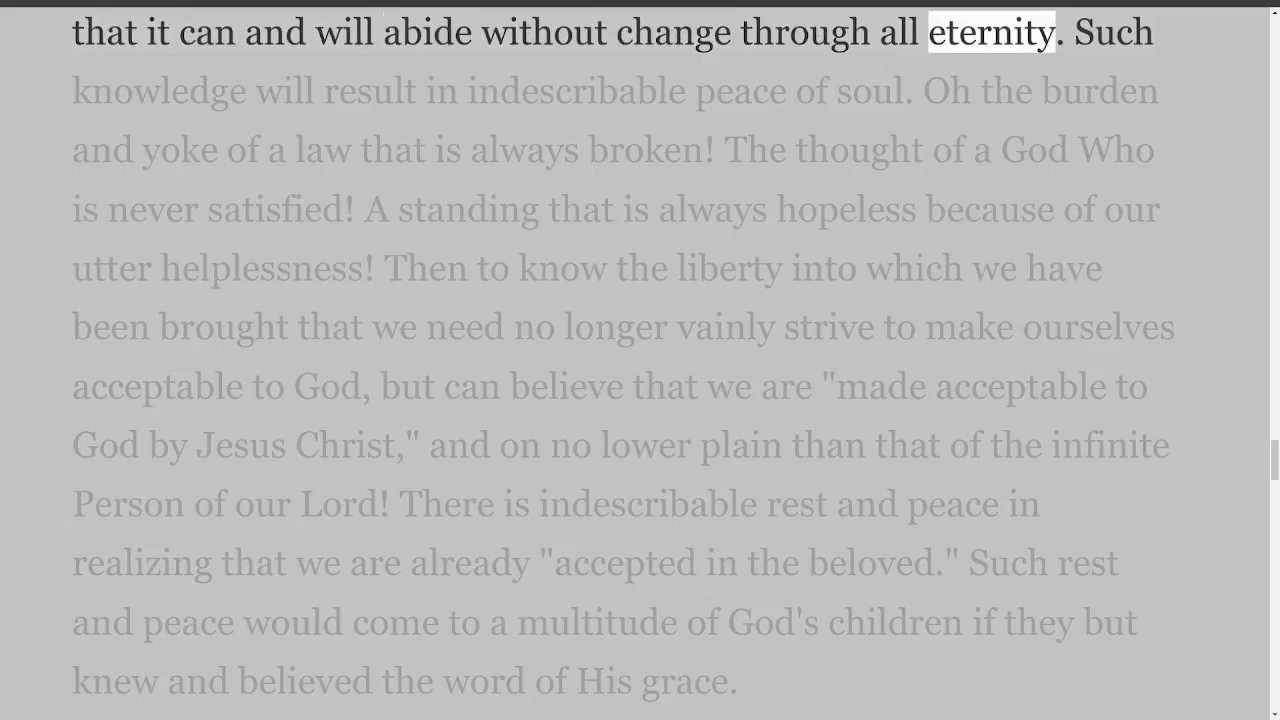 that it can and will abide without change through all eternity. Such
knowledge will result in indescribable peace of soul. Oh the burden
and yoke of a law that is always broken! The thought of a God Who
is never satisfied! A standing that is always hopeless because of our
utter helplessness! Then to know the liberty into which we have
been brought that we need no longer vainly strive to make ourselves
acceptable to God, but can believe that we are "made acceptable to
God by Jesus Christ," and on no lower plain than that of the infinite
Person of our Lord! There is indescribable rest and peace in
realizing that we are already "accepted in the beloved." Such rest
and peace would come to a multitude of God's children if they but
knew and believed the word of His grace.